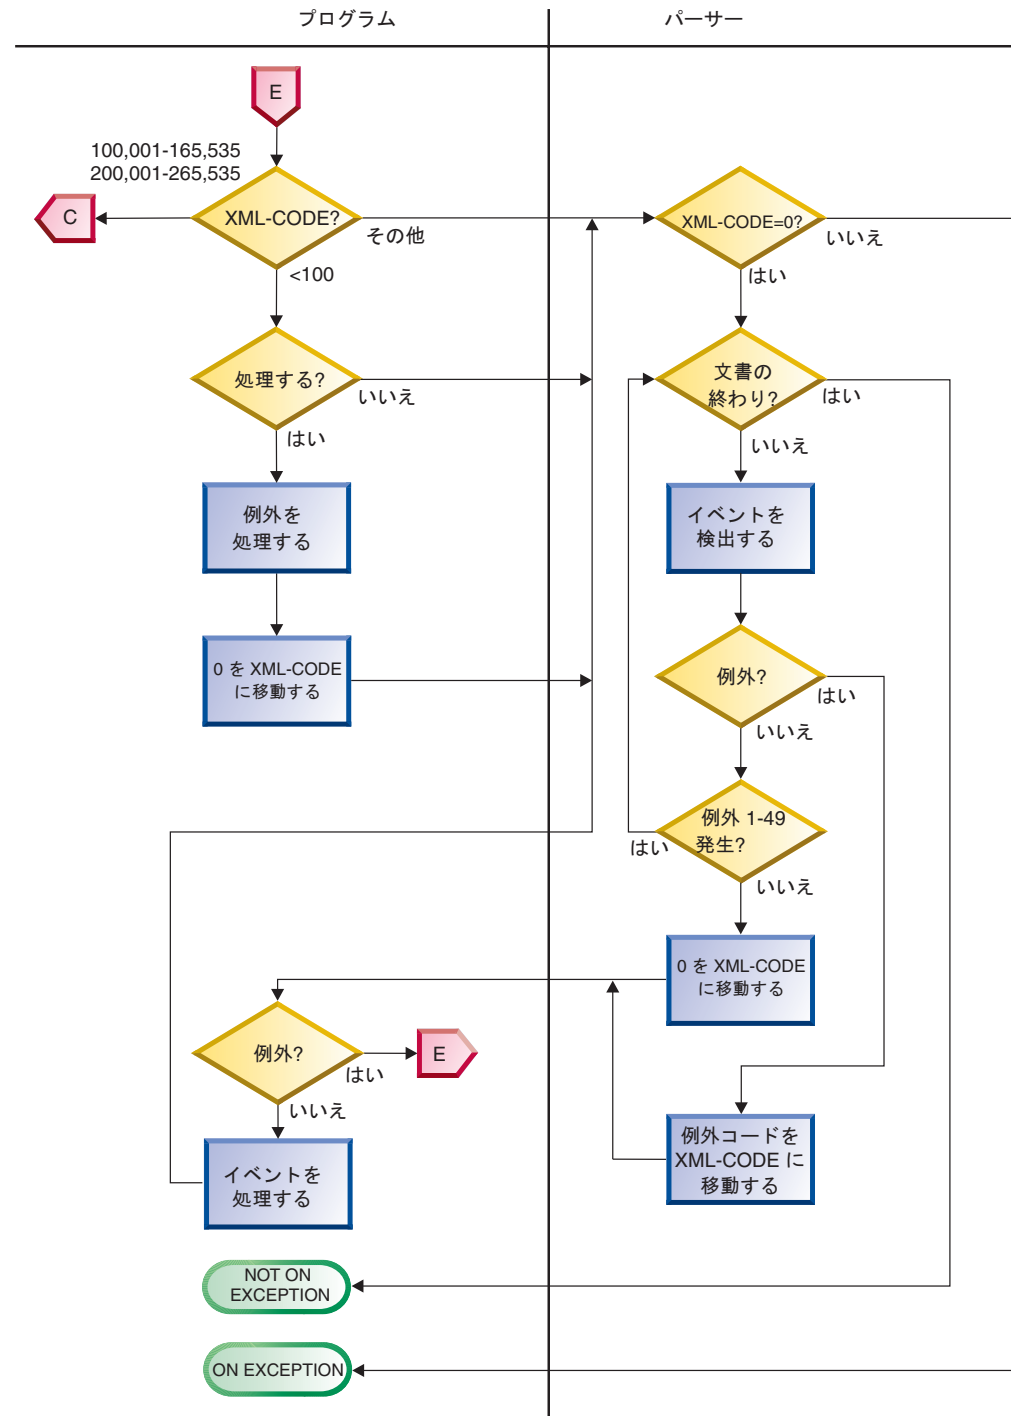 プログラム
パーサー
E
100,001-165,535
200,001-265,535
C
XML-CODE?
その他
<100
XML-CODE=0?
いいえ
はい
処理する?
いいえ
はい
文書の
終わり?
はい
いいえ
例外を
処理する
イベントを
検出する
0 を XML-CODE
に移動する
例外?
はい
いいえ
例外 1-49
発生?
はい
いいえ
0 を XML-CODE
に移動する
例外?
はい
E
いいえ
イベントを
処理する
例外コードを
XML-CODE に
移動する
NOT ON
EXCEPTION
ON EXCEPTION